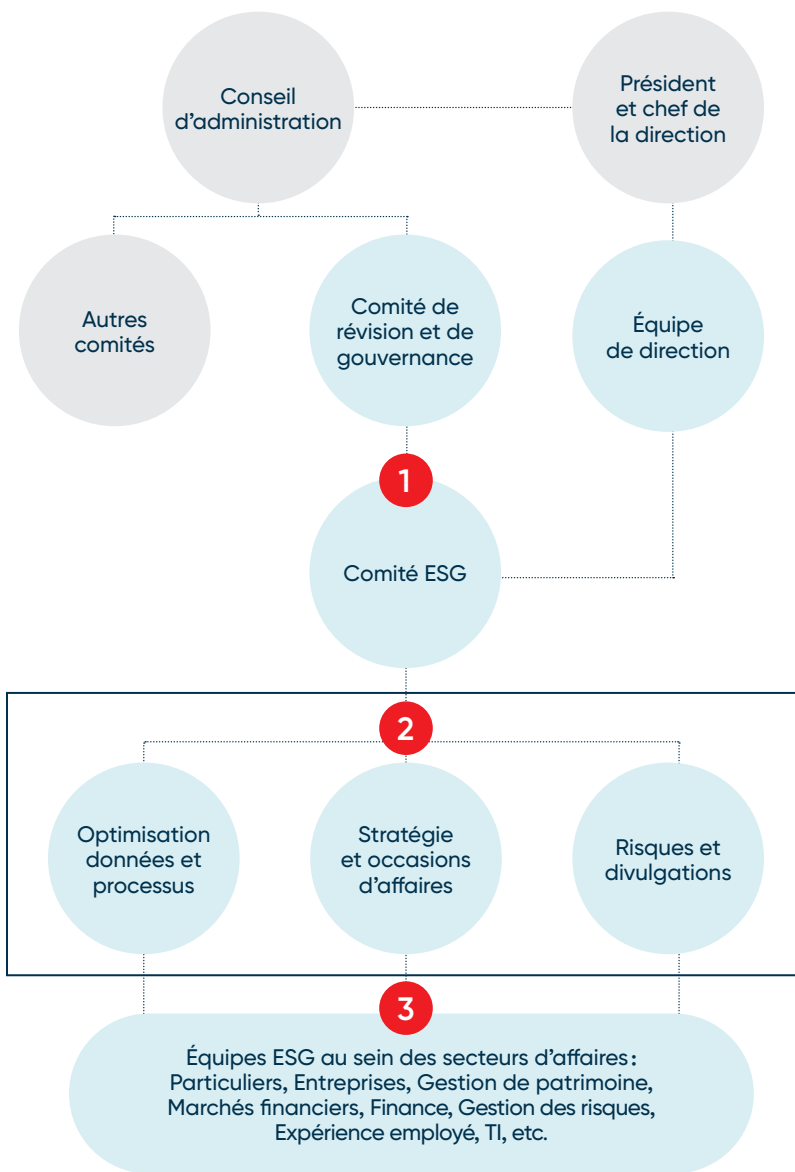 Conseil
d'administration
Président
et chef de
la direction
Autres
comités
Comité de
révision et de
gouvernance
Équipe
de direction
1
Comité ESG
2
Optimisation
données et
processus
Stratégie
et occasions
d'affaires
Risques et
divulgations
3
Équipes ESG au sein des secteurs d'affaires :
Particuliers, Entreprises, Gestion de patrimoine,
Marchés financiers, Finance, Gestion des risques,
Expérience employé, TI, etc.